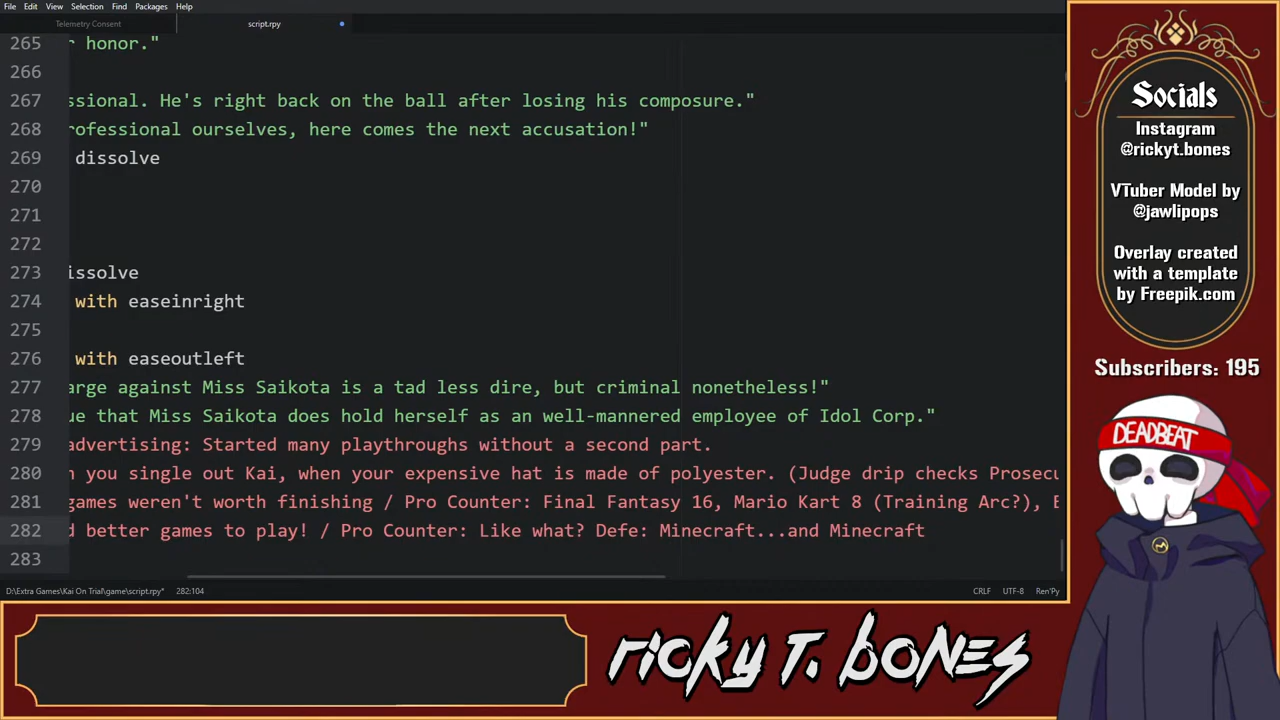 File Edit View Selection Find Packages Help
Telemetry Consent
script.rpy
265 r honor."
266
267 ssional. He's right back on the ball after losing his composure."
268 rofessional ourselves, here comes the next accusation!"
269 dissolve
270
271
272
273 issolve
274 with easeinright
275
276 with easeoutleft
277 arge against Miss Saikota is a tad less dire, but criminal nonetheless!"
278 ue that Miss Saikota does hold herself as an well-mannered employee of Idol Corp."
279 advertising: Started many playthroughs without a second part.
280 n you single out Kai, when your expensive hat is made of polyester. (Judge drip checks Prosecu
281 games weren't worth finishing / Pro Counter: Final Fantasy 16, Mario Kart 8 (Training Arc?), E
282 d better games to play! / Pro Counter: Like what? Defe: Minecraft...and Minecraft
283
D:\Extra Games\Kai On Trial\game\script.rpy* 282:104
CRLF UTF-8 Ren'Py
Socials
Instagram
@rickyt.bones
VTuber Model by
@jawlipops
Overlay created
with a template
by Freepik.com
Subscribers: 195
DEADBEAT
ricky t. bones